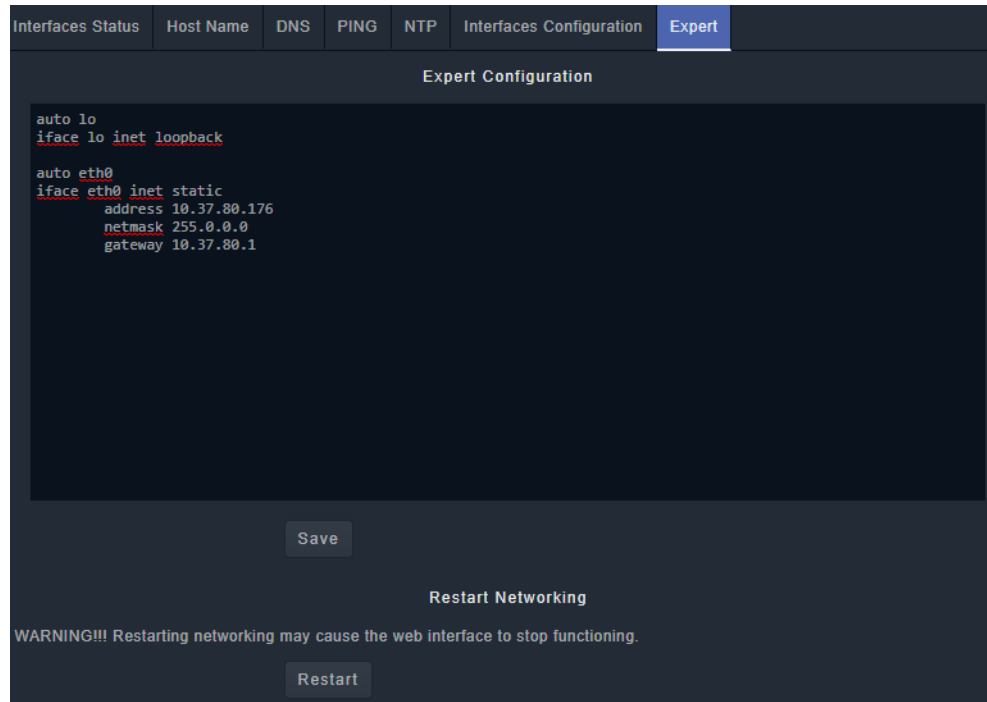 Interfaces Status Host Name DNS PING NTP Interfaces Configuration Expert
Expert Configuration
auto lo
iface lo inet loopback
auto eth0
iface eth0 inet static
address 10.37.80.176
netmask 255.0.0.0
gateway 10.37.80.1
Save
Restart Networking
WARNING!!! Restarting networking may cause the web interface to stop functioning.
Restart